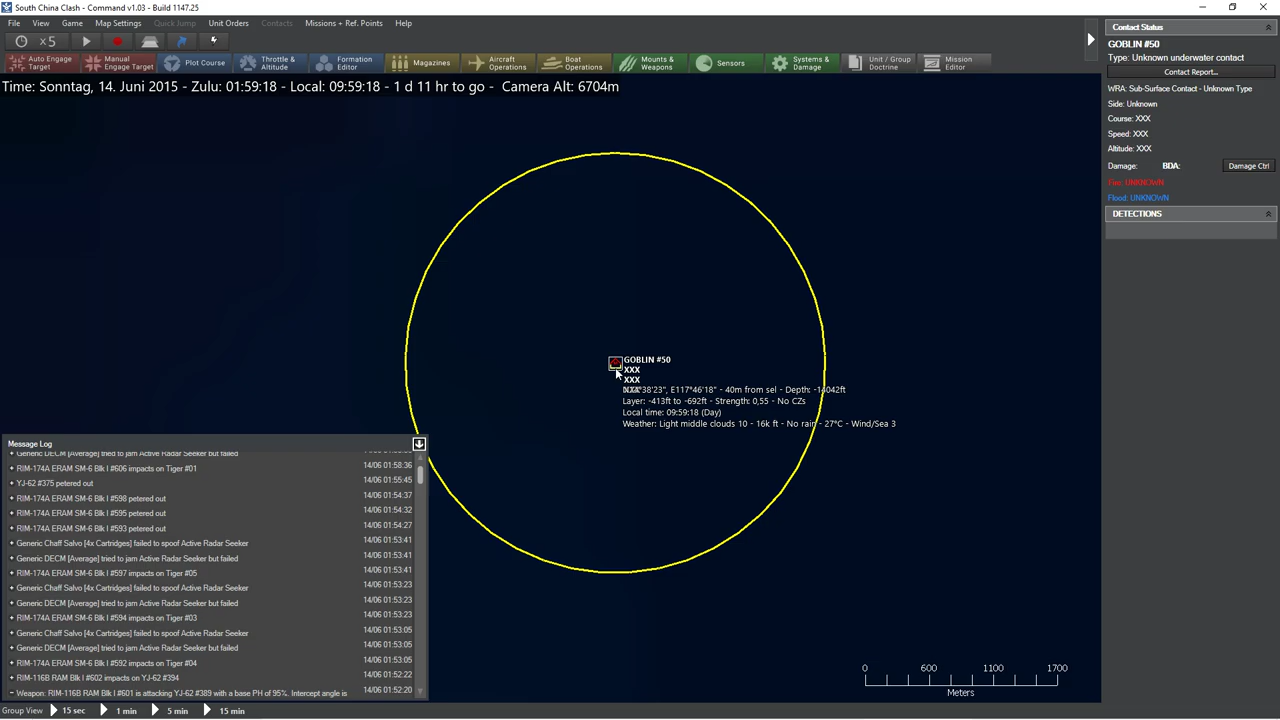 South China Clash - Command v1.03 - Build 1147.25
File View Game Map Settings Quick Jump Unit Orders Contacts Missions + Ref. Points Help
x5
Auto Engage Target
Manual Engage Target
Plot Course
Throttle & Altitude
Formation Editor
Magazines
Aircraft Operations
Boat Operations
Mounts & Weapons
Sensors
Systems & Damage
Unit / Group Doctrine
Mission Editor
Time: Sonntag, 14. Juni 2015 - Zulu: 01:59:18 - Local: 09:59:18 - 1 d 11 hr to go - Camera Alt: 6704m
Contact Status
GOBLIN #50
Type: Unknown underwater contact
Contact Report...
WRA: Sub-Surface Contact - Unknown Type
Side: Unknown
Course: XXX
Speed: XXX
Altitude: XXX
Damage: BDA: Damage Ctrl
Fire: UNKNOWN
Flood: UNKNOWN
DETECTIONS
GOBLIN #50
XXX
XXX
38'23", E117°46'18" - 40m from sel - Depth:
Layer: -413ft to -692ft - Strength: 0,55 - No CZs
Local time: 09:59:18 (Day)
Weather: Light middle clouds 10 - 16k ft - No rain - 27°C - Wind/Sea 3
Message Log
Generic DECM [Average] tried to jam Active Radar Seeker but failed
RIM-174A ERAM SM-6 Blk I #606 impacts on Tiger #01 14/06 01:58:36
YJ-62 #375 petered out 14/06 01:55:45
RIM-174A ERAM SM-6 Blk I #598 petered out 14/06 01:54:37
RIM-174A ERAM SM-6 Blk I #595 petered out 14/06 01:54:32
RIM-174A ERAM SM-6 Blk I #593 petered out 14/06 01:54:27
Generic Chaff Salvo [4x Cartridges] failed to spoof Active Radar Seeker 14/06 01:53:41
Generic DECM [Average] tried to jam Active Radar Seeker but failed 14/06 01:53:41
RIM-174A ERAM SM-6 Blk I #597 impacts on Tiger #05 14/06 01:53:41
Generic Chaff Salvo [4x Cartridges] failed to spoof Active Radar Seeker 14/06 01:53:23
Generic DECM [Average] tried to jam Active Radar Seeker but failed 14/06 01:53:23
RIM-174A ERAM SM-6 Blk I #594 impacts on Tiger #03 14/06 01:53:23
Generic Chaff Salvo [4x Cartridges] failed to spoof Active Radar Seeker 14/06 01:53:05
Generic DECM [Average] tried to jam Active Radar Seeker but failed 14/06 01:53:05
RIM-174A ERAM SM-6 Blk I #592 impacts on Tiger #04 14/06 01:53:05
RIM-116B RAM Blk I #602 impacts on YJ-62 #394 14/06 01:52:22
Weapon: RIM-116B RAM Blk I #601 is attacking YJ-62 #389 with a base PH of 95%. Intercept angle is 14/06 01:52:20
0 600 1100 1700
Meters
Group View 15 sec 1 min 5 min 15 min